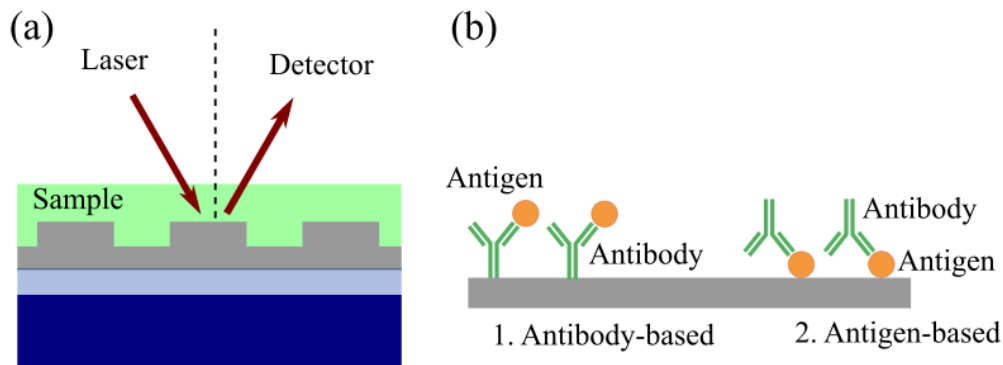 (a)
Laser
Detector
Sample
(b)
Antigen
Antibody
1. Antibody-based
Antibody
Antigen
2. Antigen-based